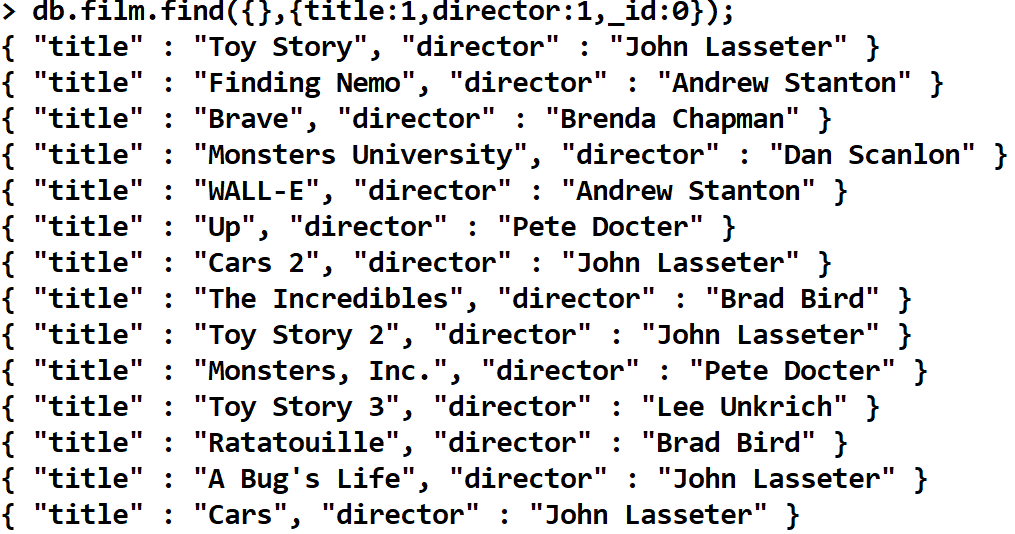 > db.film.find({},{title:1,director:1,_id:0});
{ "title" : "Toy Story", "director" : "John Lasseter" }
{ "title" : "Finding Nemo", "director" : "Andrew Stanton" }
{ "title" : "Brave", "director" : "Brenda Chapman" }
{ "title" : "Monsters University", "director" : "Dan Scanlon" }
{ "title" : "WALL-E", "director" : "Andrew Stanton" }
{ "title" : "Up", "director" : "Pete Docter" }
{ "title" : "Cars 2", "director" : "John Lasseter" }
{ "title" : "The Incredibles", "director" : "Brad Bird" }
{ "title" : "Toy Story 2", "director" : "John Lasseter" }
{ "title" : "Monsters, Inc.", "director" : "Pete Docter" }
{ "title" : "Toy Story 3", "director" : "Lee Unkrich" }
{ "title" : "Ratatouille", "director" : "Brad Bird" }
{ "title" : "A Bug's Life", "director" : "John Lasseter" }
{ "title" : "Cars", "director" : "John Lasseter" }